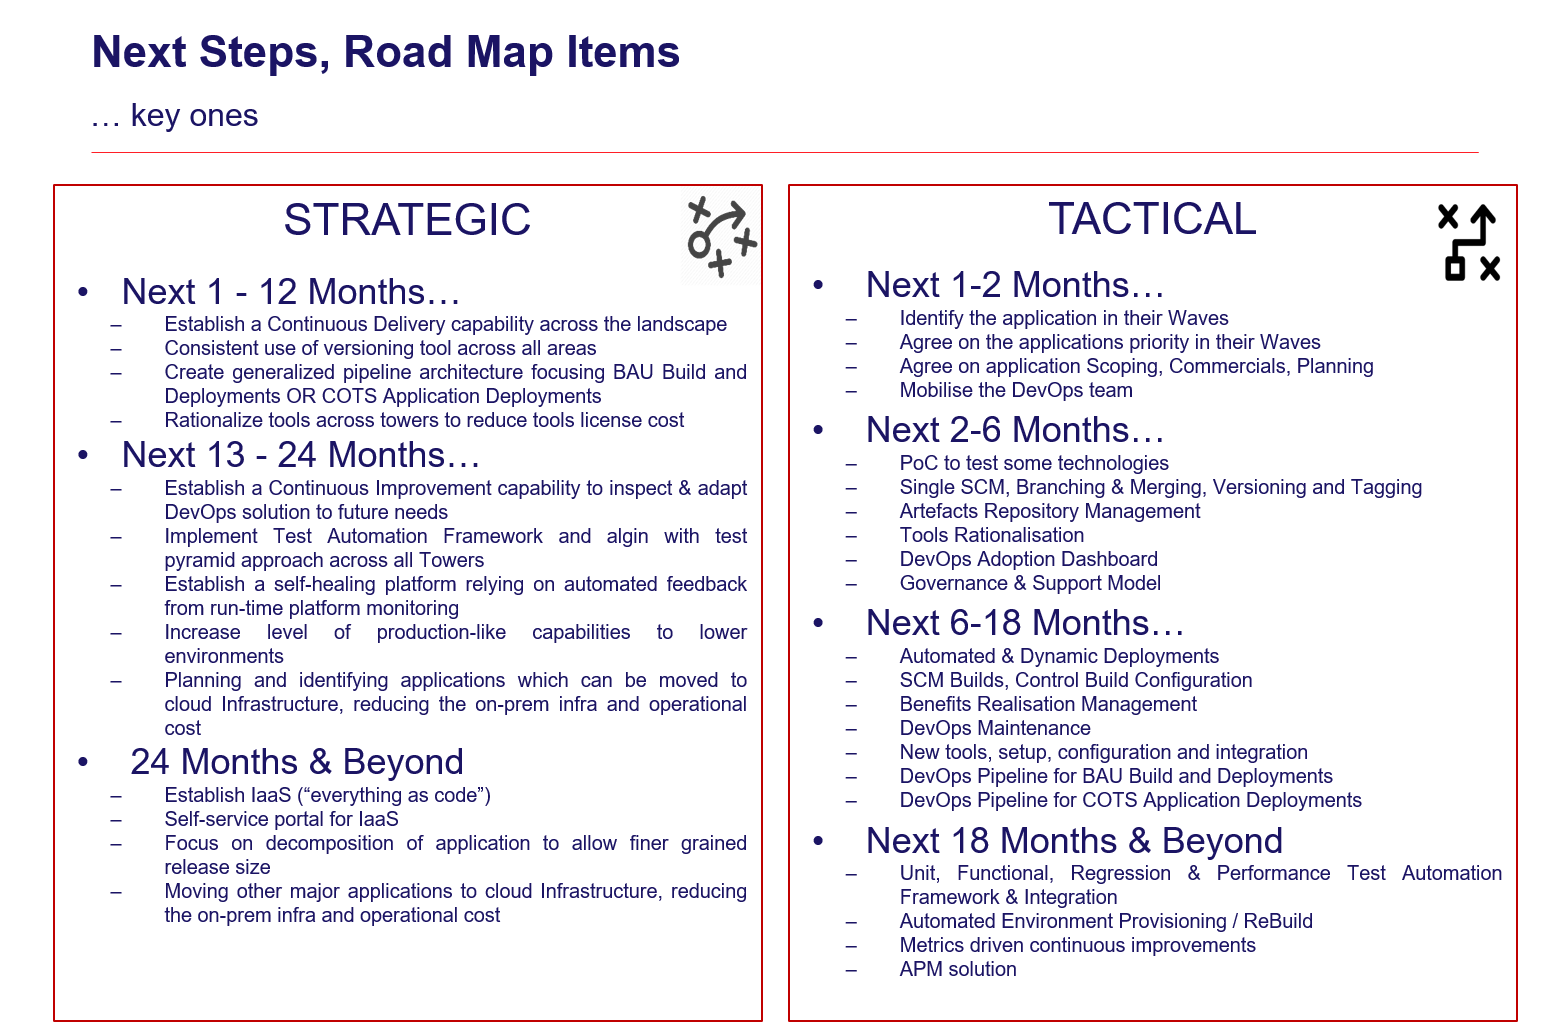 Next Steps, Road Map Items
… key ones
STRATEGIC
• Next 1 - 12 Months…
– Establish a Continuous Delivery capability across the landscape
– Consistent use of versioning tool across all areas
– Create generalized pipeline architecture focusing BAU Build and
Deployments OR COTS Application Deployments
– Rationalize tools across towers to reduce tools license cost
• Next 13 - 24 Months…
– Establish a Continuous Improvement capability to inspect & adapt
DevOps solution to future needs
– Implement Test Automation Framework and algin with test
pyramid approach across all Towers
– Establish a self-healing platform relying on automated feedback
from run-time platform monitoring
– Increase level of production-like capabilities to lower
environments
– Planning and identifying applications which can be moved to
cloud Infrastructure, reducing the on-prem infra and operational
cost
• 24 Months & Beyond
– Establish IaaS (“everything as code”)
– Self-service portal for IaaS
– Focus on decomposition of application to allow finer grained
release size
– Moving other major applications to cloud Infrastructure, reducing
the on-prem infra and operational cost
TACTICAL
• Next 1-2 Months…
– Identify the application in their Waves
– Agree on the applications priority in their Waves
– Agree on application Scoping, Commercials, Planning
– Mobilise the DevOps team
• Next 2-6 Months…
– PoC to test some technologies
– Single SCM, Branching & Merging, Versioning and Tagging
– Artefacts Repository Management
– Tools Rationalisation
– DevOps Adoption Dashboard
– Governance & Support Model
• Next 6-18 Months…
– Automated & Dynamic Deployments
– SCM Builds, Control Build Configuration
– Benefits Realisation Management
– DevOps Maintenance
– New tools, setup, configuration and integration
– DevOps Pipeline for BAU Build and Deployments
– DevOps Pipeline for COTS Application Deployments
• Next 18 Months & Beyond
– Unit, Functional, Regression & Performance Test Automation
Framework & Integration
– Automated Environment Provisioning / ReBuild
– Metrics driven continuous improvements
– APM solution